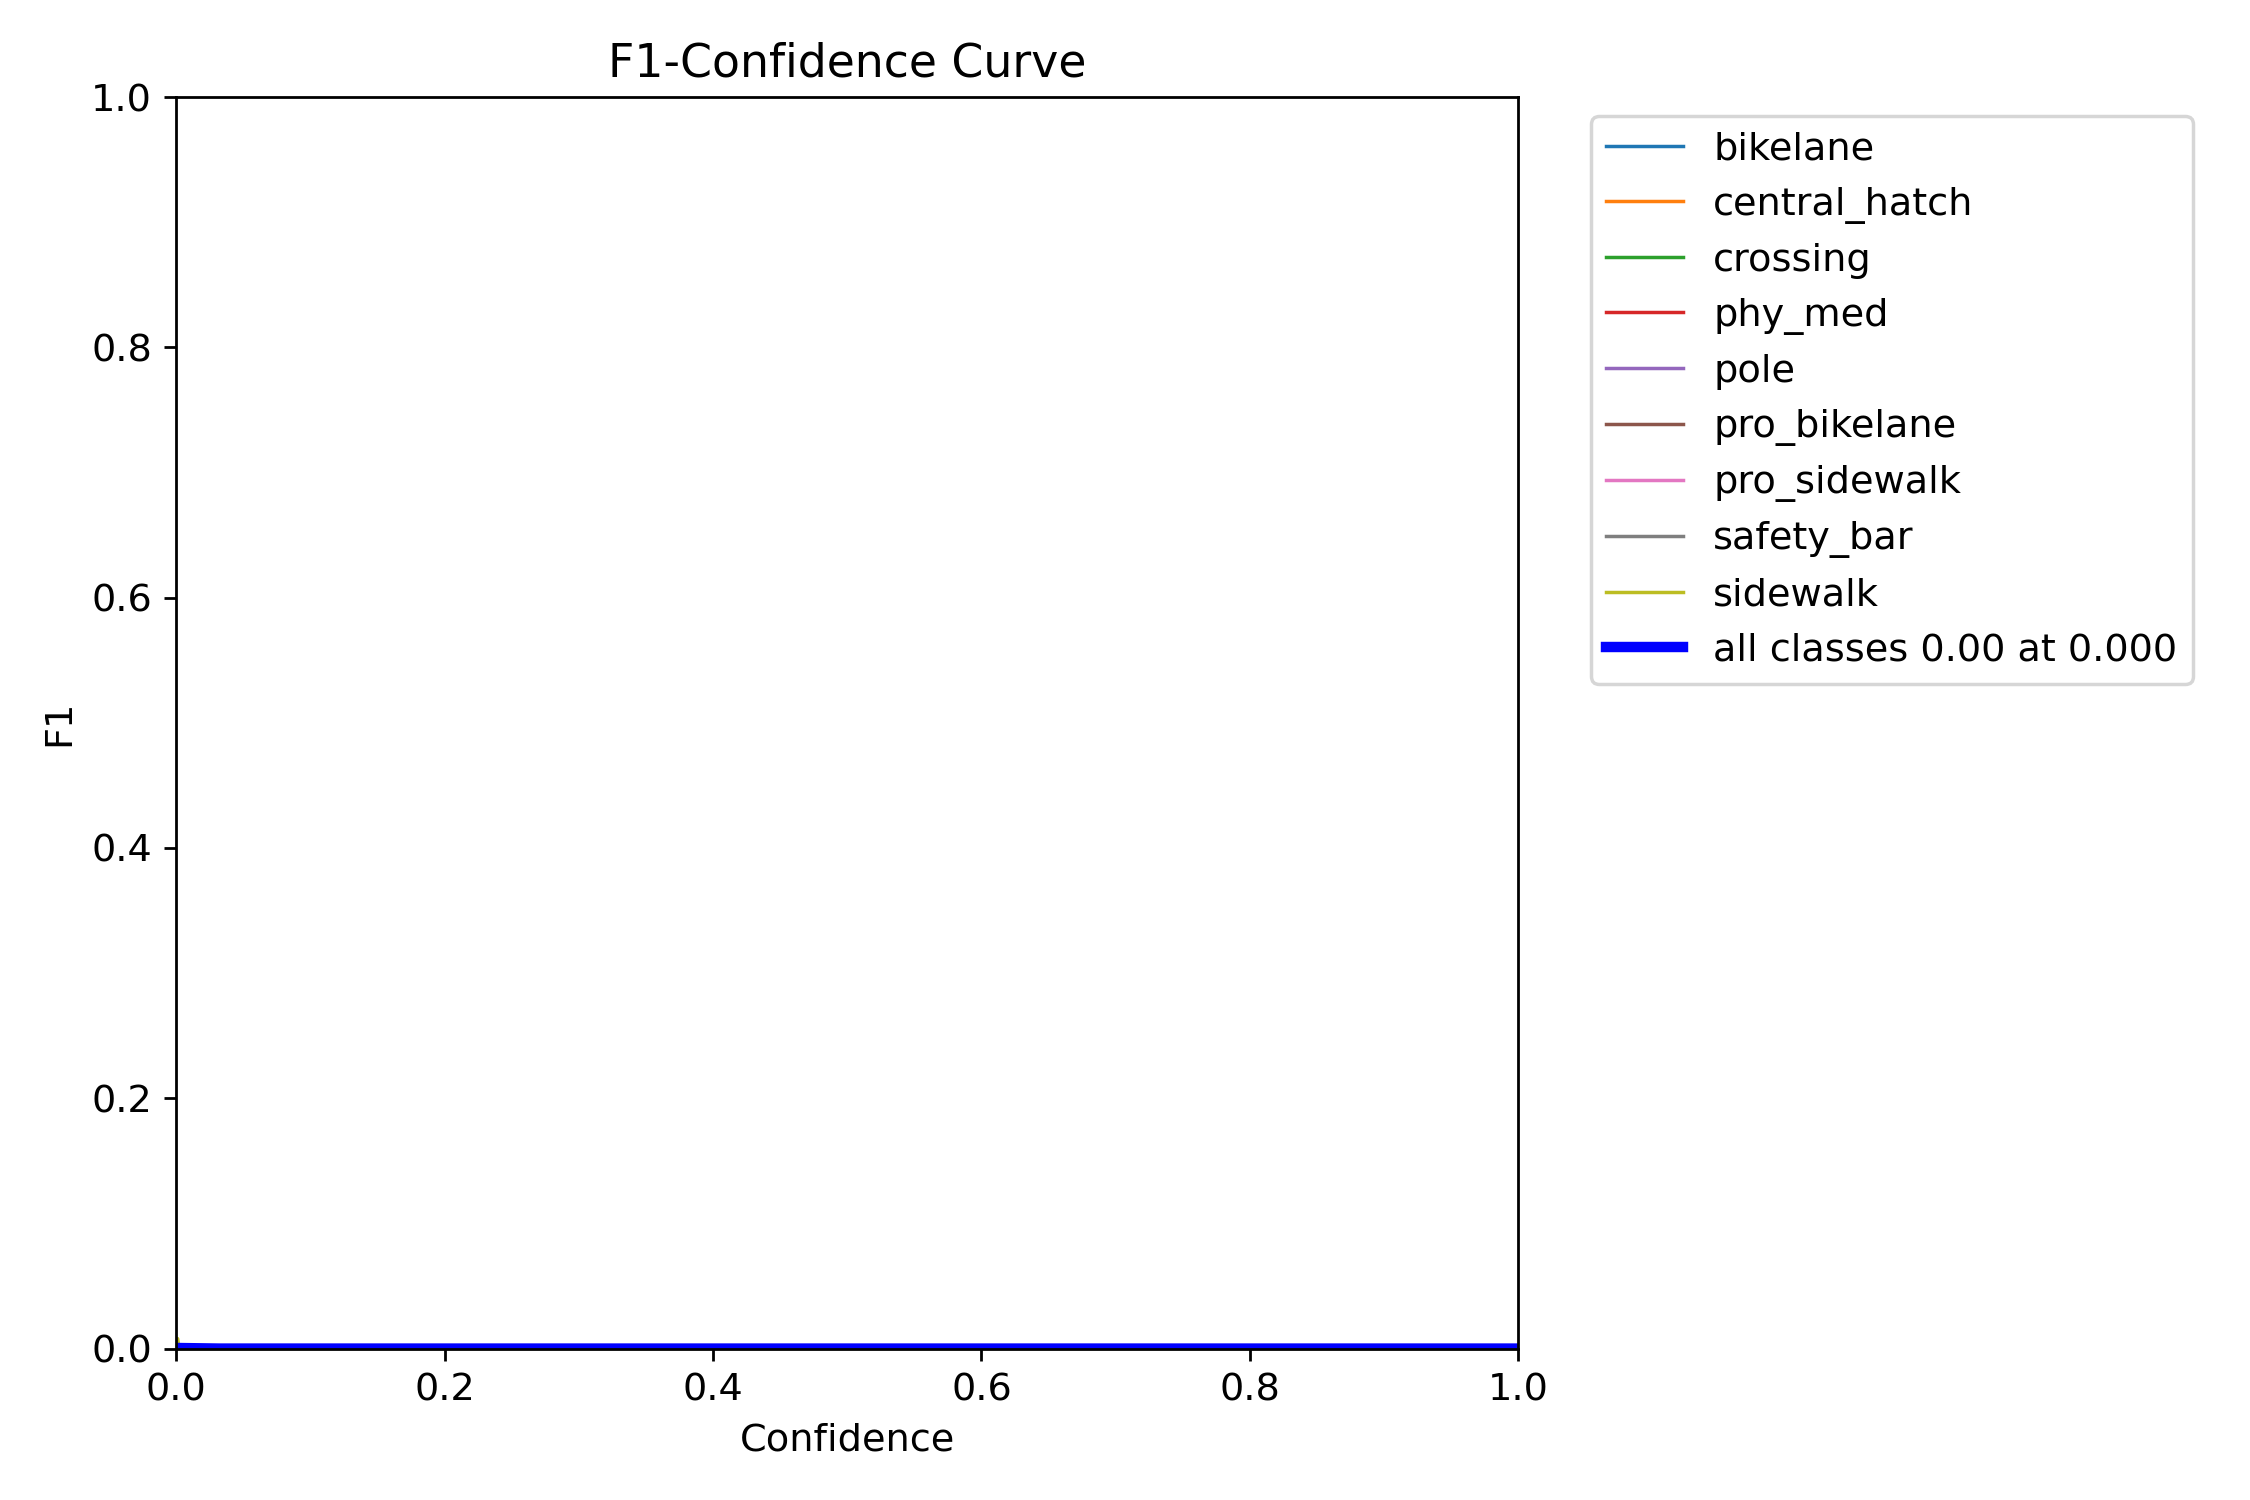 F1-Confidence Curve
1.0
0.8
0.6
0.4
0.2
0.0
F1
0.0 0.2 0.4 0.6 0.8 1.0
Confidence
bikelane
central_hatch
crossing
phy_med
pole
pro_bikelane
pro_sidewalk
safety_bar
sidewalk
all classes 0.00 at 0.000